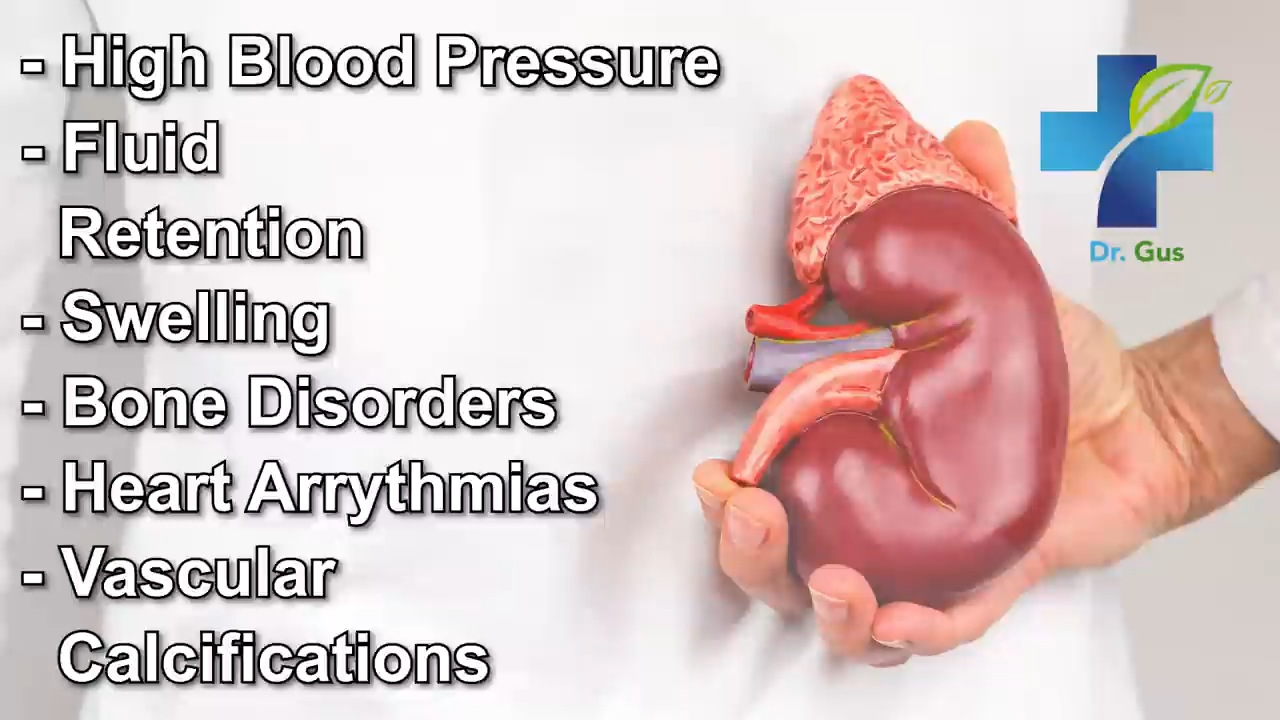 - High Blood Pressure
- Fluid
Retention
- Swelling
- Bone Disorders
- Heart Arrythmias
- Vascular
Calcifications
Dr. Gus